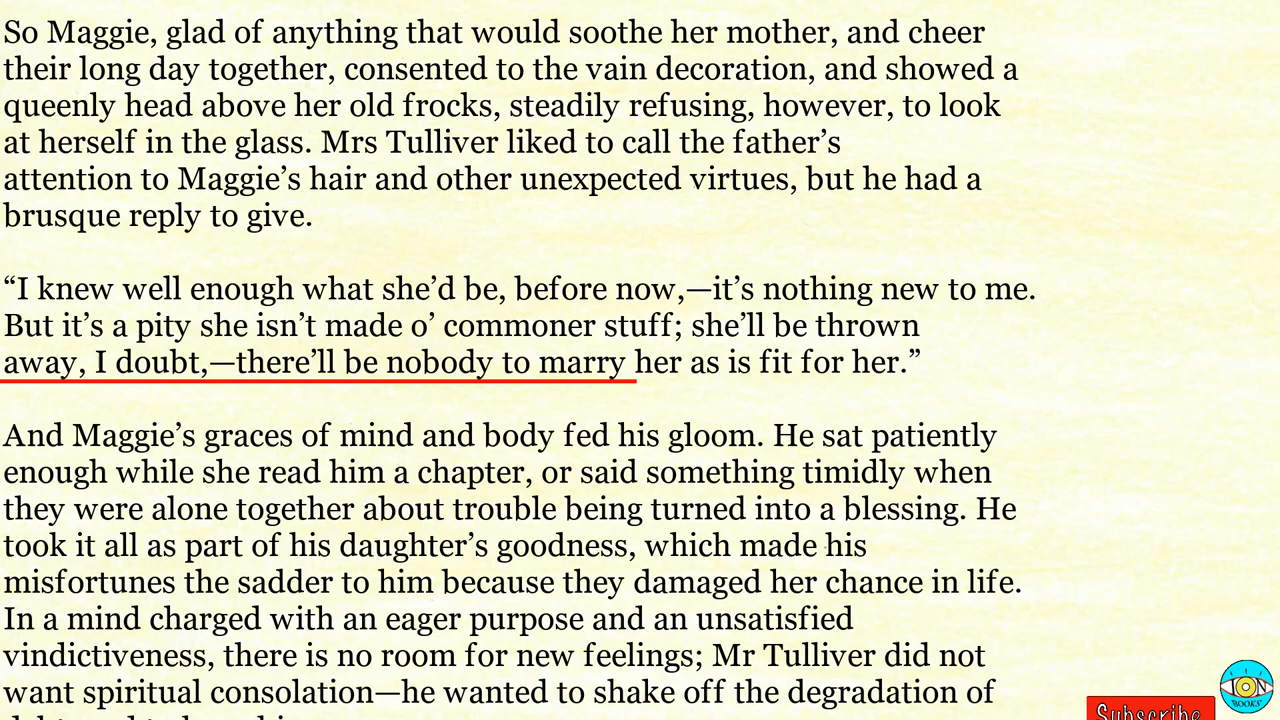 So Maggie, glad of anything that would soothe her mother, and cheer
their long day together, consented to the vain decoration, and showed a
queenly head above her old frocks, steadily refusing, however, to look
at herself in the glass. Mrs Tulliver liked to call the father’s
attention to Maggie’s hair and other unexpected virtues, but he had a
brusque reply to give.
“I knew well enough what she’d be, before now,—it’s nothing new to me.
But it’s a pity she isn’t made o’ commoner stuff; she’ll be thrown
away, I doubt,—there’ll be nobody to marry her as is fit for her.”
And Maggie’s graces of mind and body fed his gloom. He sat patiently
enough while she read him a chapter, or said something timidly when
they were alone together about trouble being turned into a blessing. He
took it all as part of his daughter’s goodness, which made his
misfortunes the sadder to him because they damaged her chance in life.
In a mind charged with an eager purpose and an unsatisfied
vindictiveness, there is no room for new feelings; Mr Tulliver did not
want spiritual consolation—he wanted to shake off the degradation of
Subscribe
ION
BOOKS